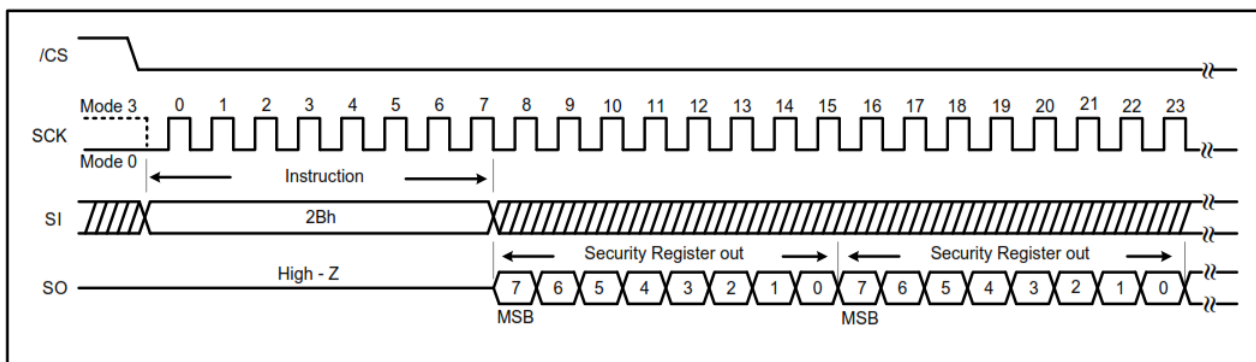 /CS
Mode 3 0 1 2 3 4 5 6 7 8 9 10 11 12 13 14 15 16 17 18 19 20 21 22 23
SCK
Mode 0
Instruction
SI 2Bh
Security Register out Security Register out
High - Z
SO 7 6 5 4 3 2 1 0 7 6 5 4 3 2 1 0
MSB MSB